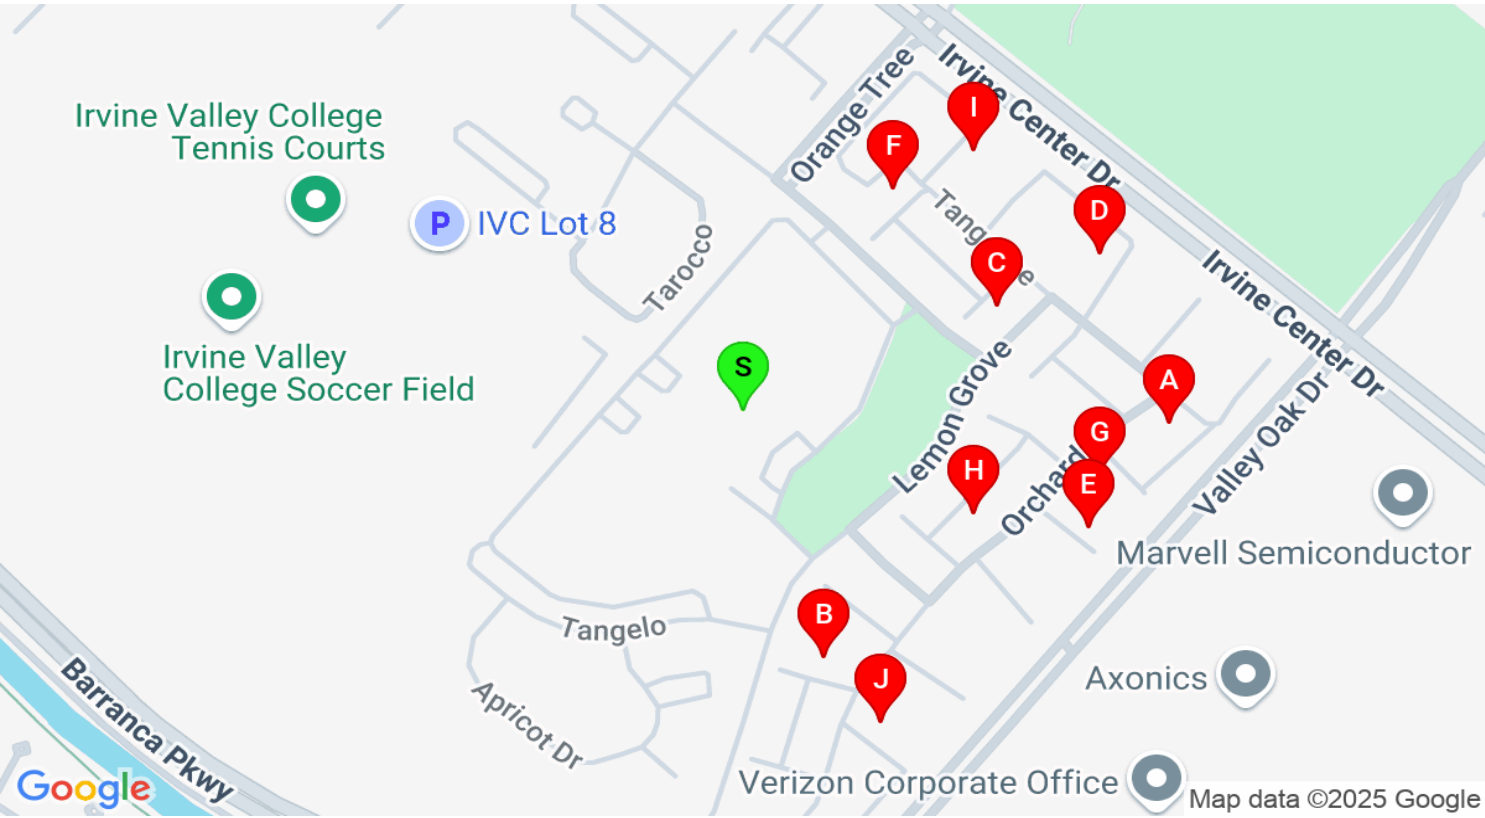 Irvine Center Dr
Orange Tree
Irvine Valley College
Tennis Courts
I
F
P
IVC Lot 8
D
Tarocco
C
Irvine Center Dr
Irvine Valley
College Soccer Field
S
Lemon Grove
A
G
Valley Oak Dr
H
E
Orchard
Marvell Semiconductor
B
Tangelo
J
Axonics
Barranca Pkwy
Apricot Dr
Verizon Corporate Office
Google
Map data ©2025 Google